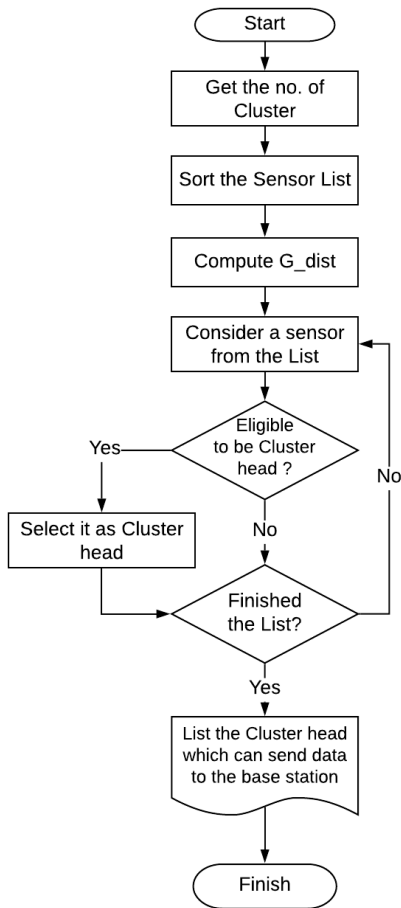 Start
Get the no. of
Cluster
Sort the Sensor List
Compute G_dist
Consider a sensor
from the List
Eligible
to be Cluster
head ?
Yes
No
No
Select it as Cluster
head
Finished
the List?
Yes
List the Cluster head
which can send data
to the base station
Finish